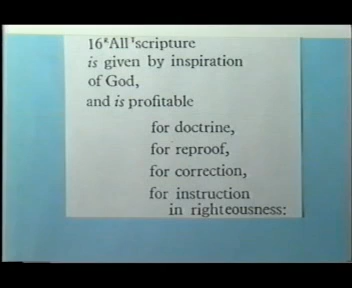 16 All scripture
is given by inspiration
of God,
and is profitable
for doctrine,
for reproof,
for correction,
for instruction
in righteousness: